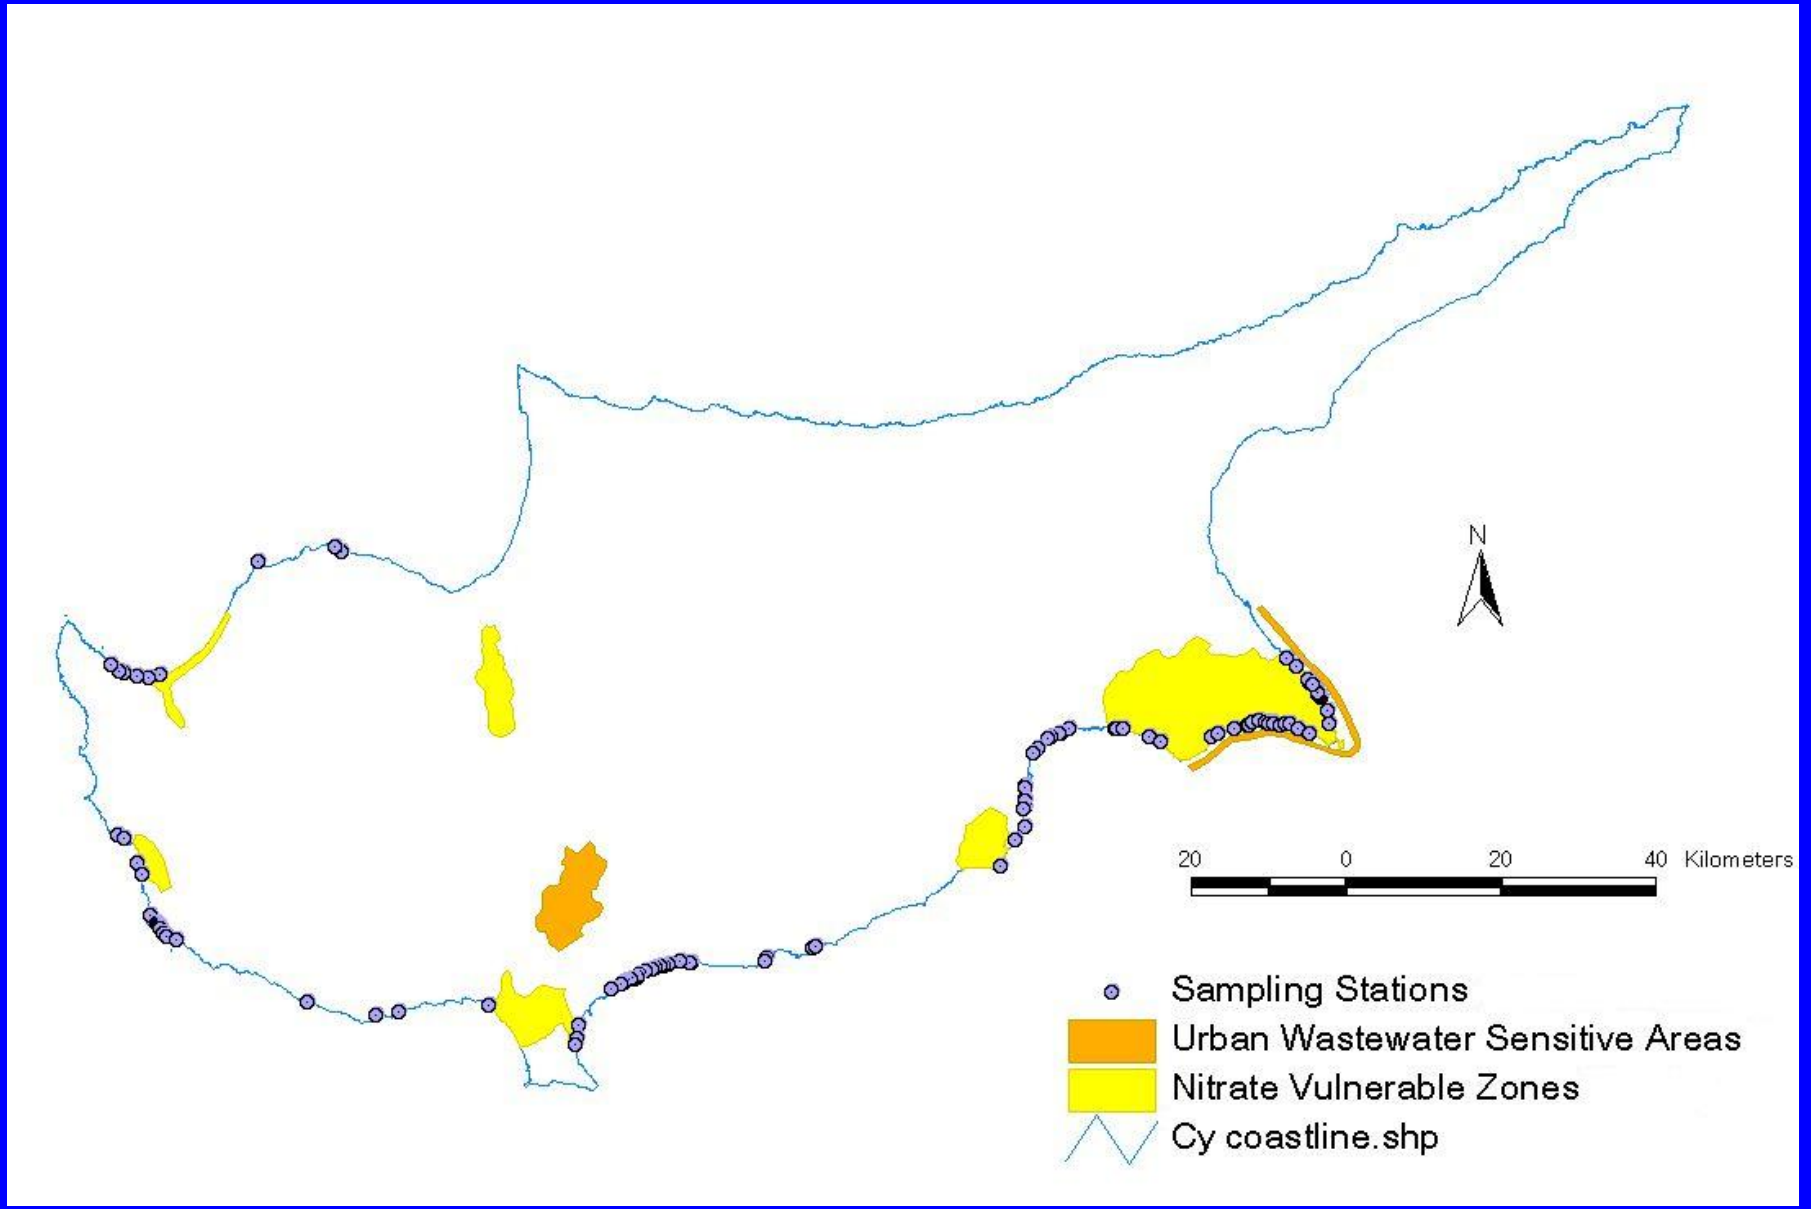 N
20 0 20 40 Kilometers
Sampling Stations
Urban Wastewater Sensitive Areas
Nitrate Vulnerable Zones
Cy coastline.shp